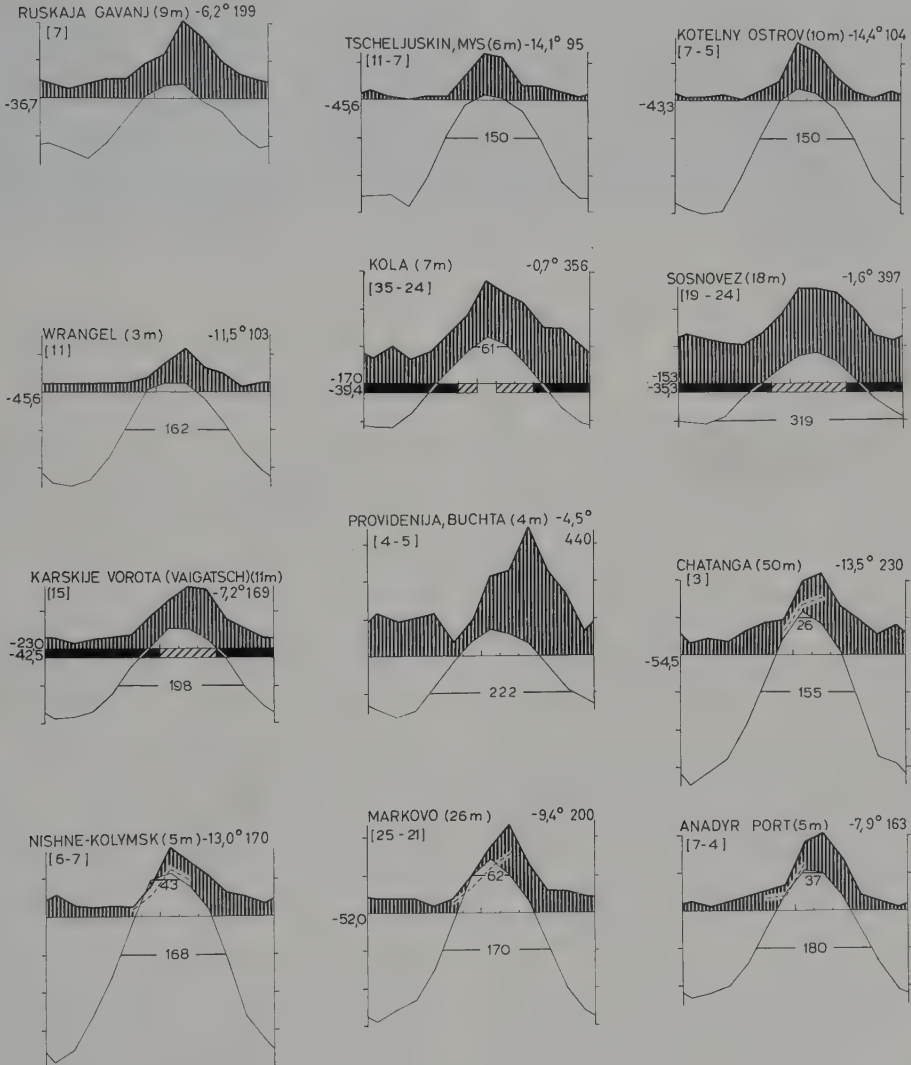 RUSKAJA GAVANJ (9m) -6,2° 199
[7]
-36,7
TSCHELJUSKIN, MYS (6m) -14,1° 95
[11-7]
-45,6
150
KOTELNY OSTROV (10m) -14,4° 104
[7-5]
-43,3
150
WRANGEL (3m) -11,5° 103
[11]
-45,6
162
KOLA (7m) -0,7° 356
[35-24]
61
-17,0
-39,4
SOSNOVEZ (18m) -1,6° 397
[19-24]
-15,3
-35,3
319
KARSKIJE VOROTA (VAIGATSCH)(11m)
[15] -7,2° 169
-23,0
-42,5
198
PROVIDENIJA, BUCHTA (4m) -4,5°
[4-5] 440
222
CHATANGA (50m) -13,5° 230
[3]
26
-54,5
155
NISHNE-KOLYMSK (5m) -13,0° 170
[6-7]
43
168
MARKOVO (26m) -9,4° 200
[25-21]
62
-52,0
170
ANADYR PORT (5m) -7,9° 163
[7-4]
37
180